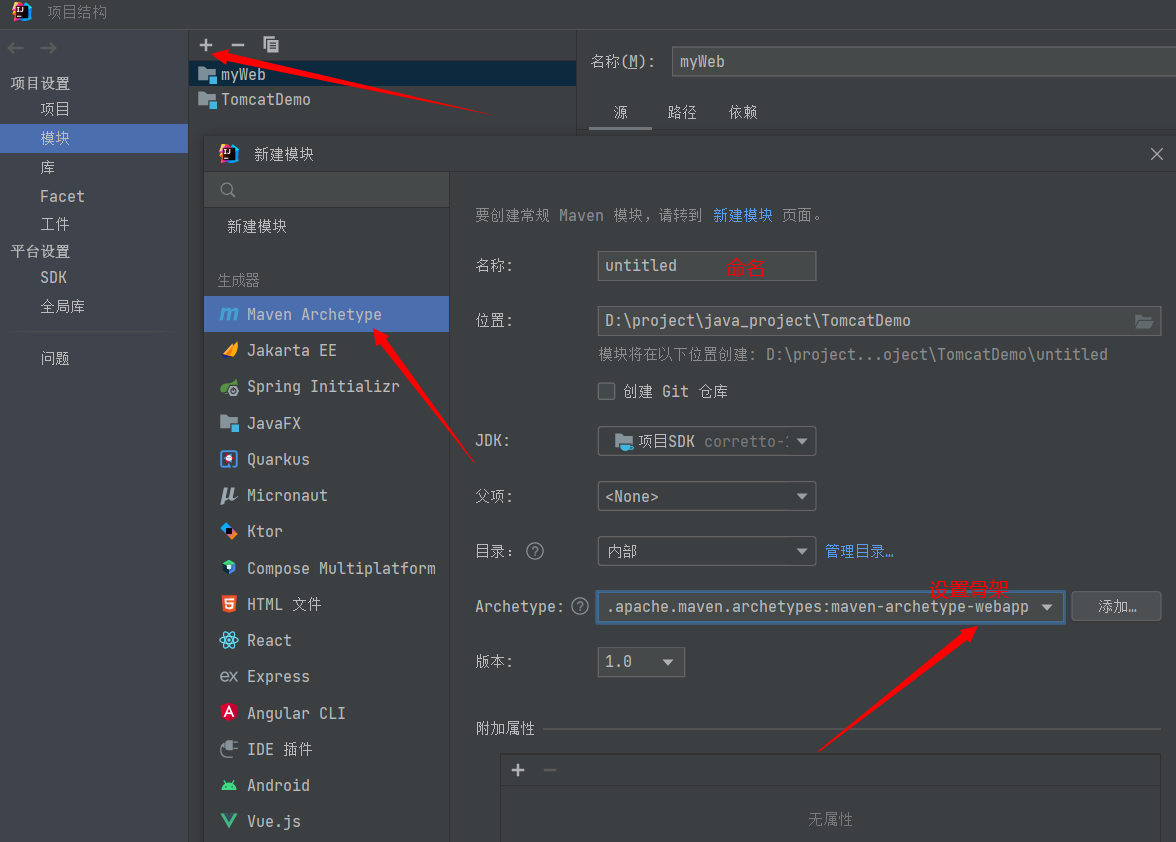 项目结构
项目设置
项目
模块
库
Facet
工件
平台设置
SDK
全局库
问题
myWeb
TomcatDemo
名称(M): myWeb
源 路径 依赖
新建模块
新建模块
生成器
Maven Archetype
Jakarta EE
Spring Initializr
JavaFX
Quarkus
Micronaut
Ktor
Compose Multiplatform
HTML 文件
React
Express
Angular CLI
IDE 插件
Android
Vue.js
要创建常规 Maven 模块，请转到 新建模块 页面。
名称: untitled 命名
位置: D:\project\java_project\TomcatDemo
模块将在以下位置创建: D:\project...oject\TomcatDemo\untitled
创建 Git 仓库
JDK: 项目SDK corretto-
父项: <None>
目录: ? 内部 管理目录…
设置骨架
Archetype: ? .apache.maven.archetypes:maven-archetype-webapp 添加…
版本: 1.0
附加属性
无属性